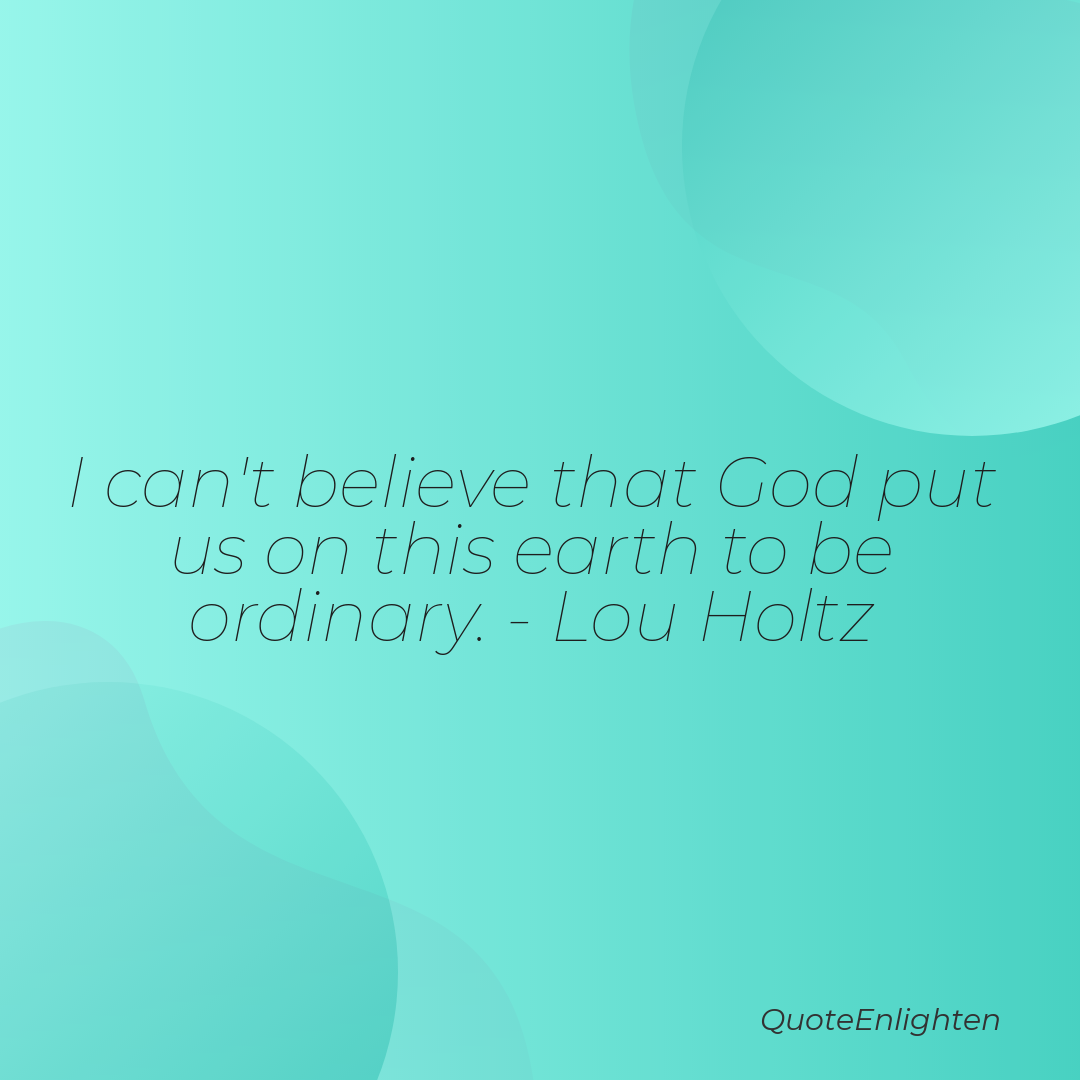 I can't believe that God put
us on this earth to be
ordinary. - Lou Holtz
QuoteEnlighten